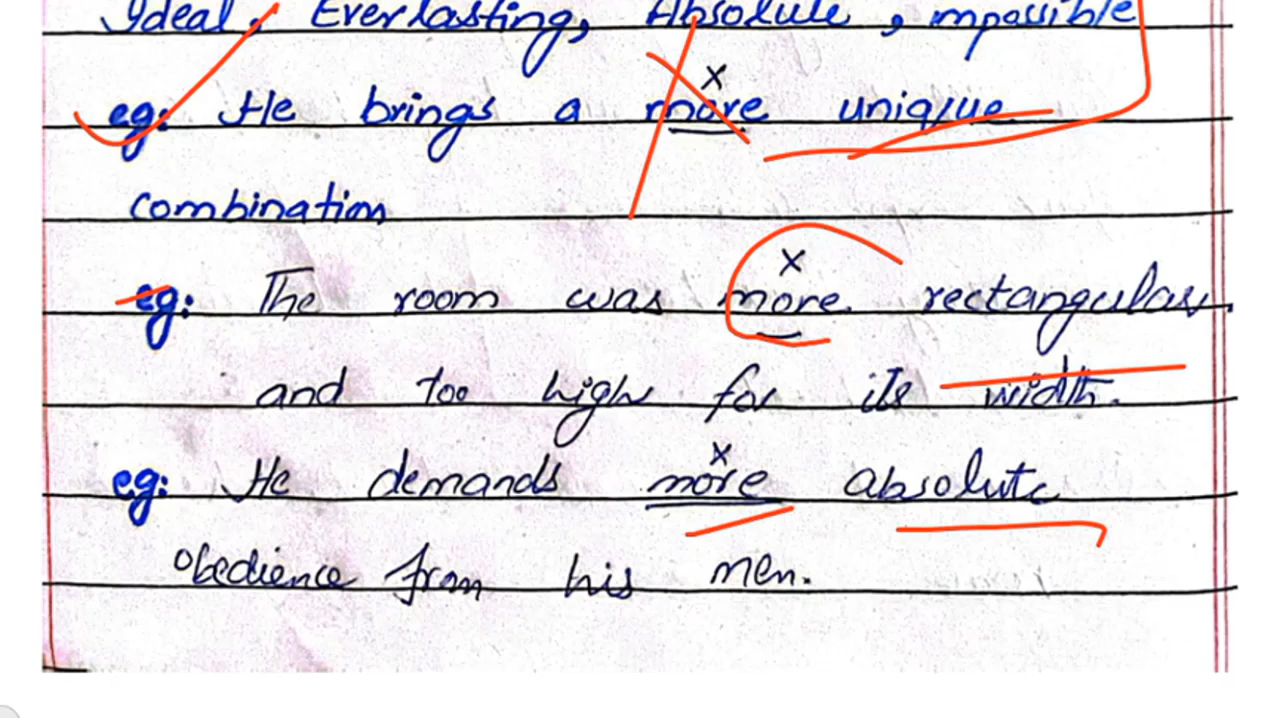 Ideal, Everlasting, Absolute, mpossible
eg: He brings a more unique
x
combination
eg: The room was more rectangular.
x
and too high for its width.
eg: He demands more absolute
x
obedience from his men.